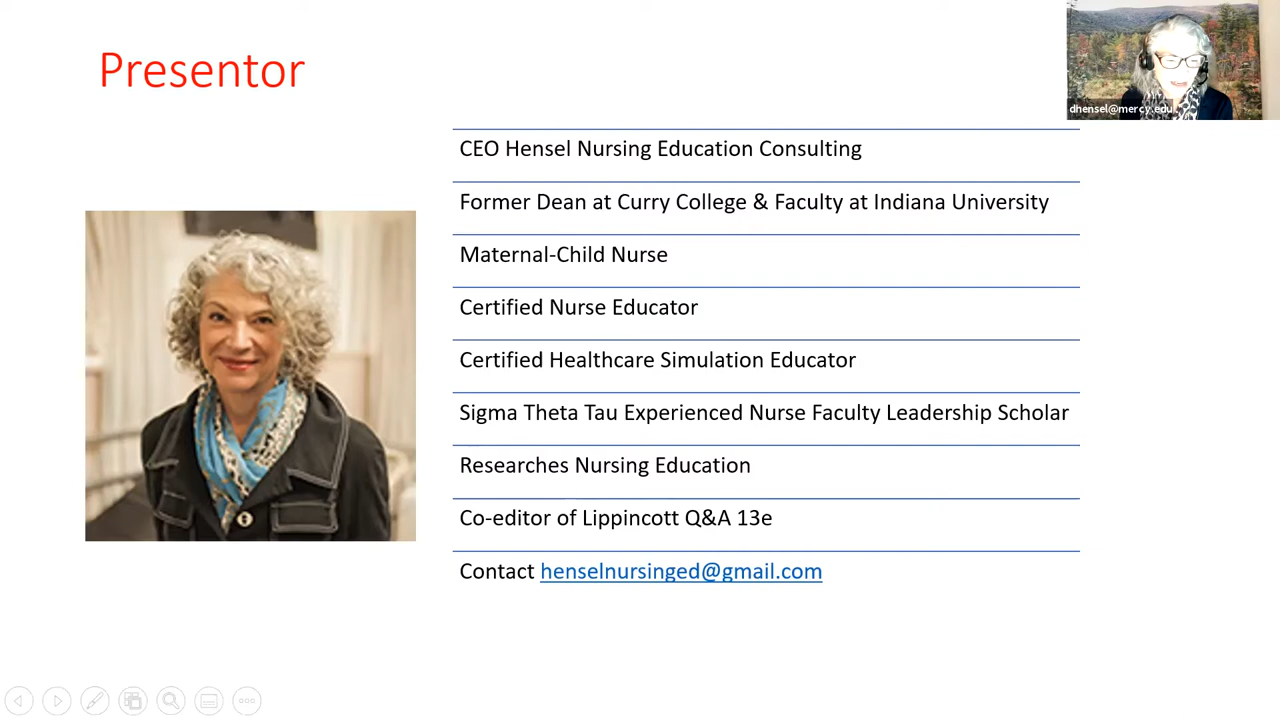 Presentor
dhensel@mercy.edu
CEO Hensel Nursing Education Consulting
Former Dean at Curry College & Faculty at Indiana University
Maternal-Child Nurse
Certified Nurse Educator
Certified Healthcare Simulation Educator
Sigma Theta Tau Experienced Nurse Faculty Leadership Scholar
Researches Nursing Education
Co-editor of Lippincott Q&A 13e
Contact henselnursinged@gmail.com